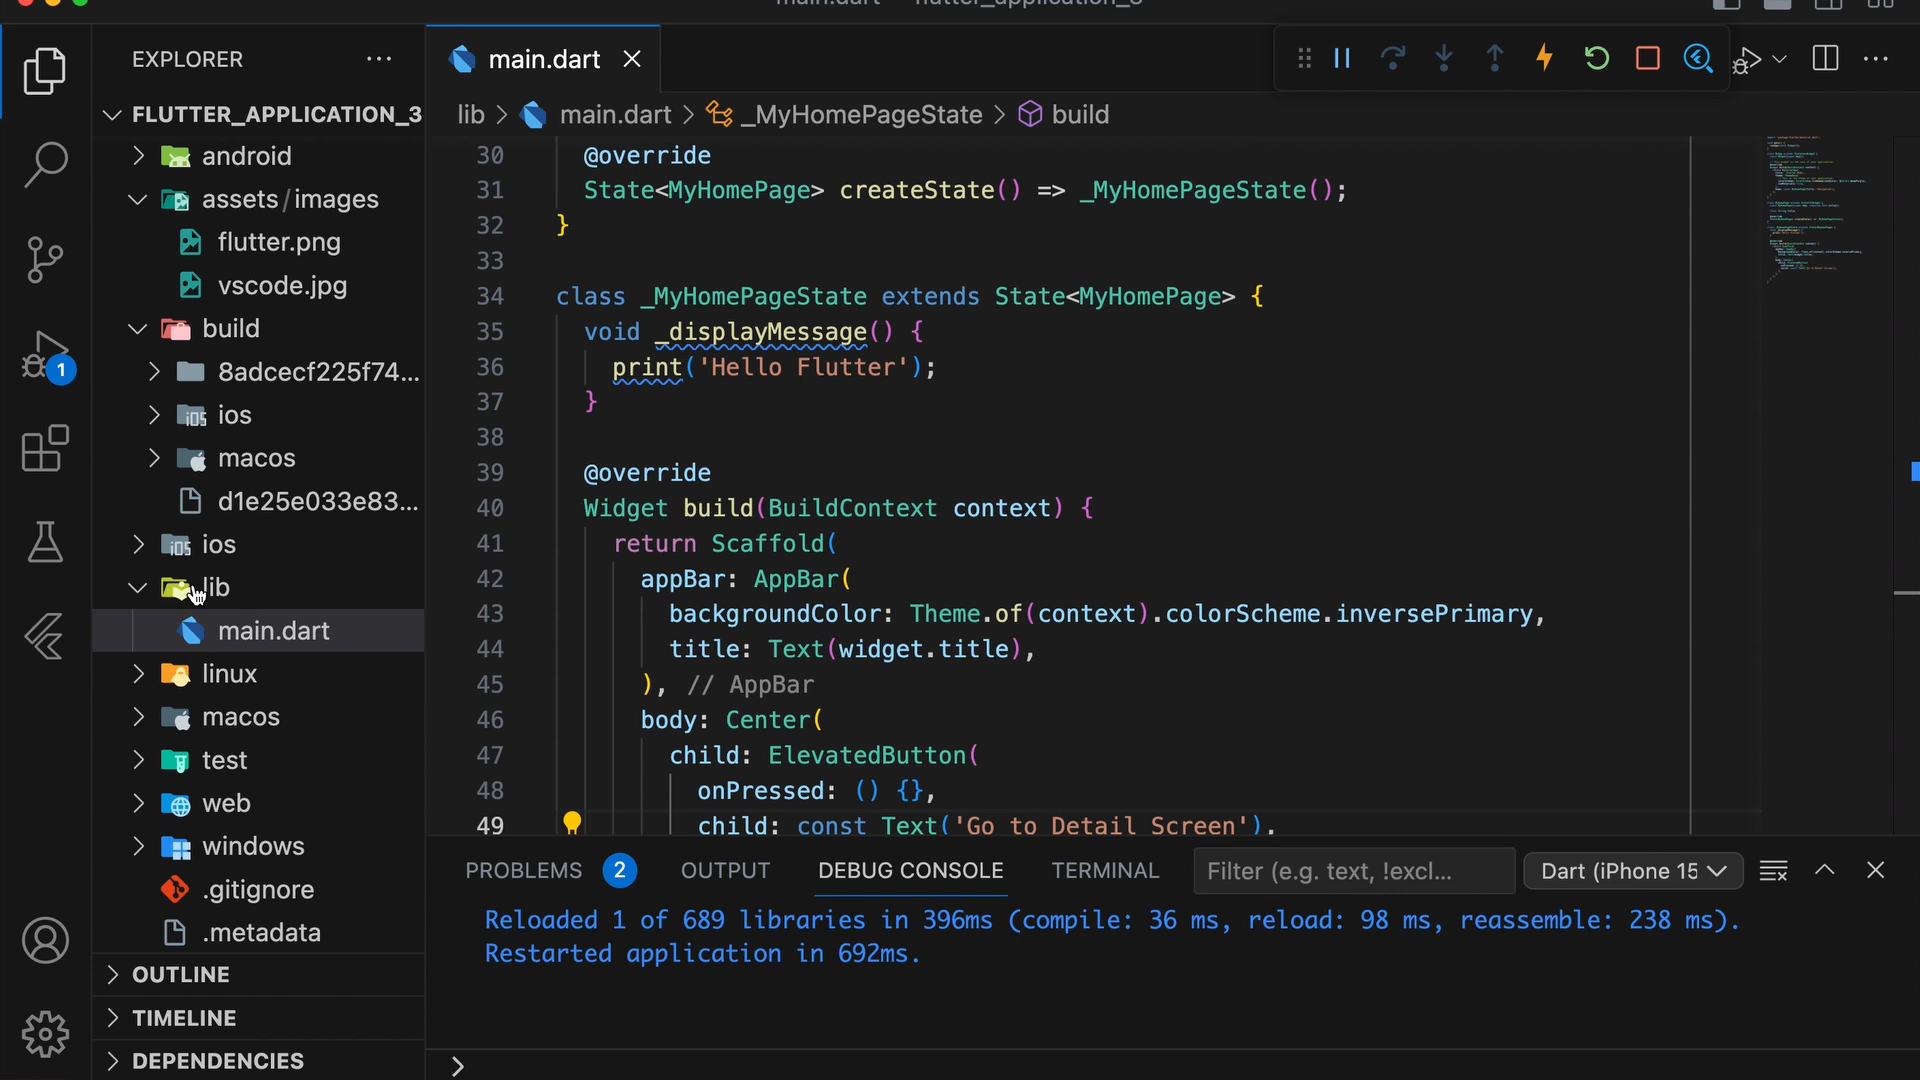 EXPLORER
FLUTTER_APPLICATION_3
android
assets/images
flutter.png
vscode.jpg
build
8adcecf225f74...
ios
macos
d1e25e033e83...
ios
lib
main.dart
linux
macos
test
web
windows
.gitignore
.metadata
OUTLINE
TIMELINE
DEPENDENCIES
1
main.dart
lib > main.dart > _MyHomePageState > build
30 @override
31 State<MyHomePage> createState() => _MyHomePageState();
32 }
33
34 class _MyHomePageState extends State<MyHomePage> {
35 void _displayMessage() {
36 print('Hello Flutter');
37 }
38
39 @override
40 Widget build(BuildContext context) {
41 return Scaffold(
42 appBar: AppBar(
43 backgroundColor: Theme.of(context).colorScheme.inversePrimary,
44 title: Text(widget.title),
45 ), // AppBar
46 body: Center(
47 child: ElevatedButton(
48 onPressed: () {},
49 child: const Text('Go to Detail Screen'),
PROBLEMS 2 OUTPUT DEBUG CONSOLE TERMINAL Filter (e.g. text, !excl... Dart (iPhone 15
Reloaded 1 of 689 libraries in 396ms (compile: 36 ms, reload: 98 ms, reassemble: 238 ms).
Restarted application in 692ms.